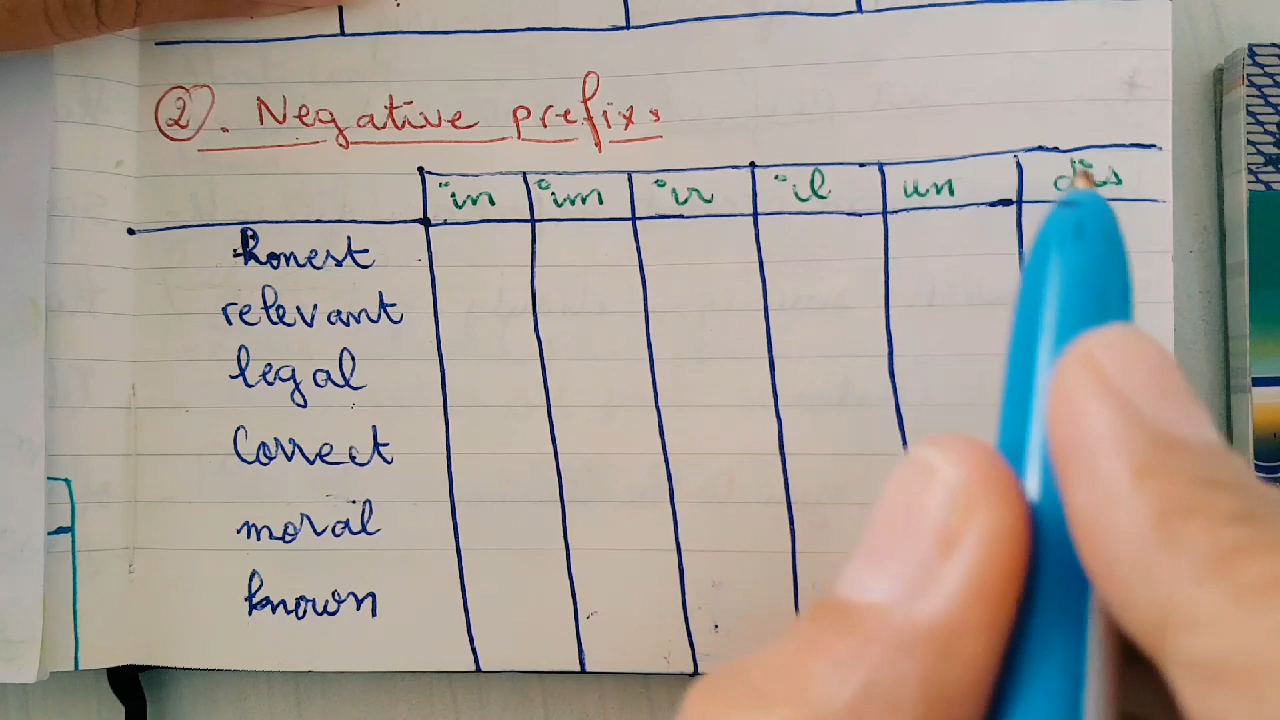 2. Negative prefixs
in im ir il un dis
honest
relevant
legal
Correct
moral
known